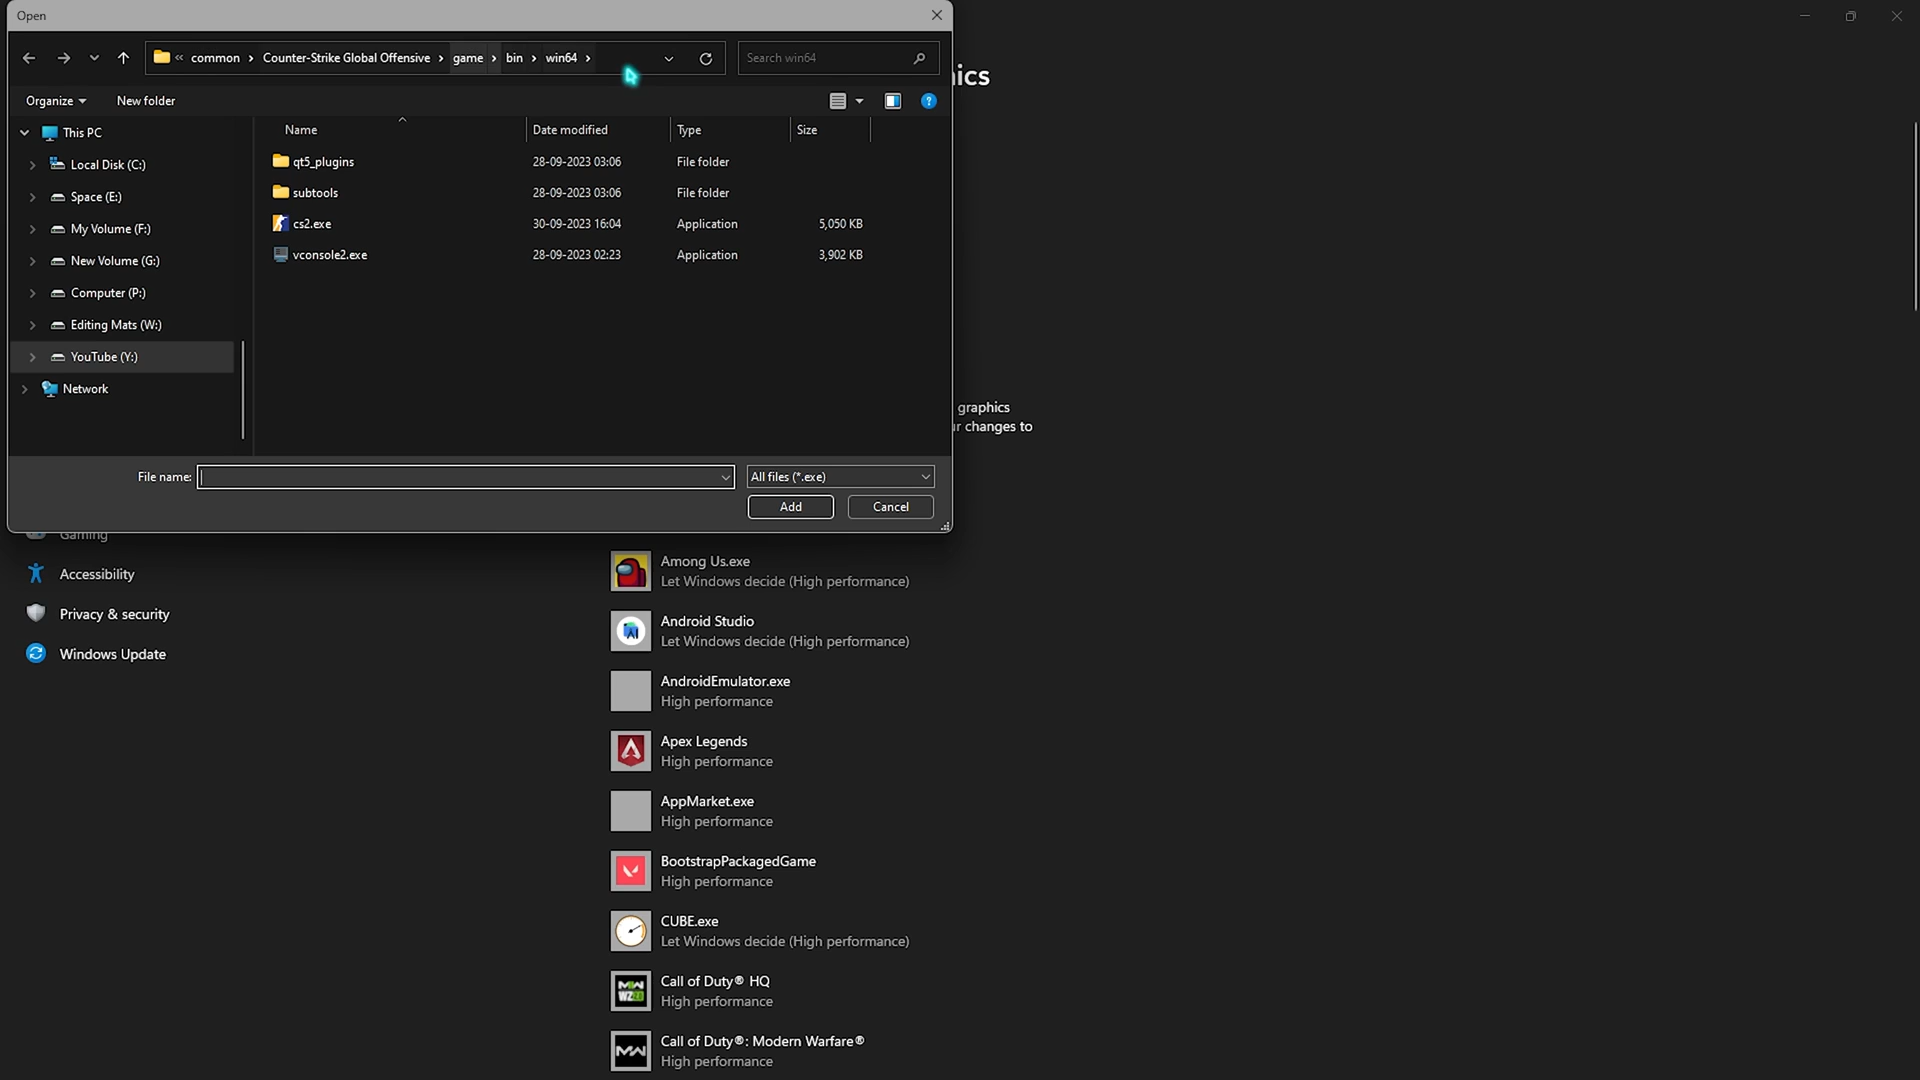 Open
common
Counter-Strike Global Offensive
game
bin
win64
Search win64
ics
Organize
New folder
Name
Date modified
Type
Size
This PC
Local Disk (C:)
Space (E:)
My Volume (F:)
New Volume (G:)
Computer (P:)
Editing Mats (W:)
YouTube (Y:)
Network
qt5_plugins 28-09-2023 03:06 File folder
subtools 28-09-2023 03:06 File folder
cs2.exe 30-09-2023 16:04 Application 5,050 KB
vconsole2.exe 28-09-2023 02:23 Application 3,902 KB
graphics
ur changes to
File name:
All files (*.exe)
Add
Cancel
Gaming
Accessibility
Privacy & security
Windows Update
Among Us.exe
Let Windows decide (High performance)
Android Studio
Let Windows decide (High performance)
AndroidEmulator.exe
High performance
Apex Legends
High performance
AppMarket.exe
High performance
BootstrapPackagedGame
High performance
CUBE.exe
Let Windows decide (High performance)
Call of Duty® HQ
High performance
Call of Duty®: Modern Warfare®
High performance